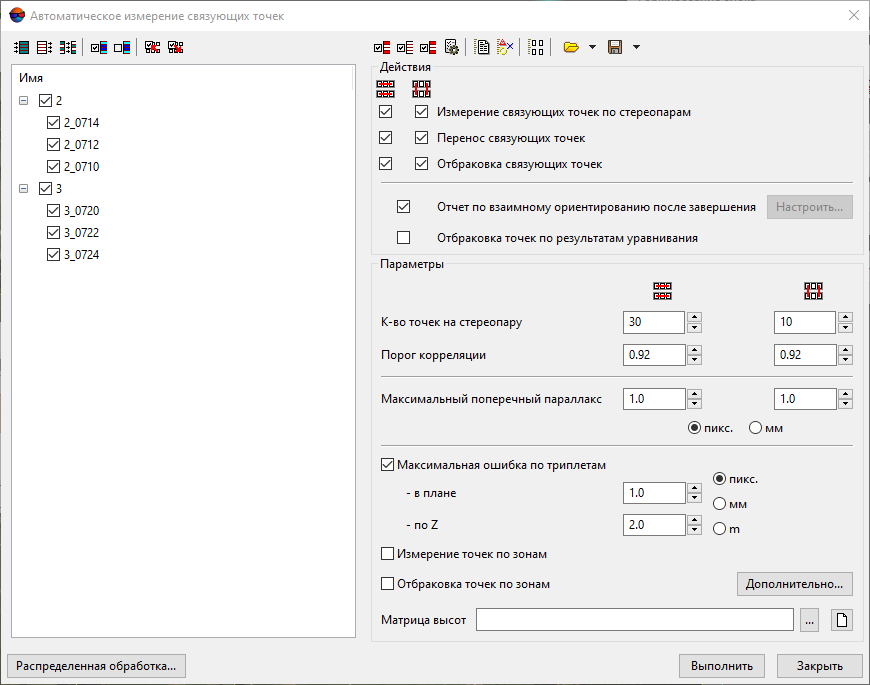 Автоматическое измерение связующих точек
Имя
2
2_0714
2_0712
2_0710
3
3_0720
3_0722
3_0724
Действия
Измерение связующих точек по стереопарам
Перенос связующих точек
Отбраковка связующих точек
Отчет по взаимному ориентированию после завершения Настроить...
Отбраковка точек по результатам уравнивания
Параметры
К-во точек на стереопару 30 10
Порог корреляции 0.92 0.92
Максимальный поперечный параллакс 1.0 1.0
пикс. мм
Максимальная ошибка по триплетам
пикс.
- в плане 1.0
мм
- по Z 2.0
m
Измерение точек по зонам
Отбраковка точек по зонам Дополнительно...
Матрица высот ...
Распределенная обработка... Выполнить Закрыть